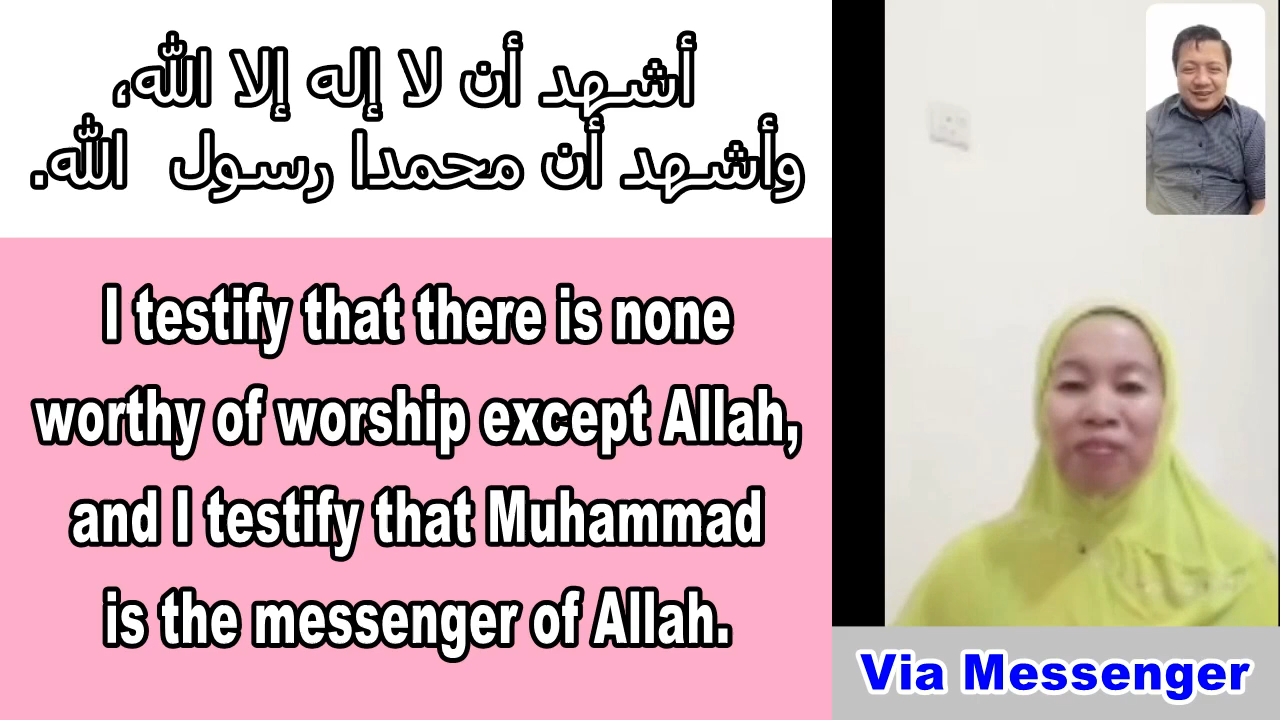 أشهد أن لا إله إلا الله،
وأشهد أن محمدا رسول الله.
I testify that there is none
worthy of worship except Allah,
and I testify that Muhammad
is the messenger of Allah.
Via Messenger